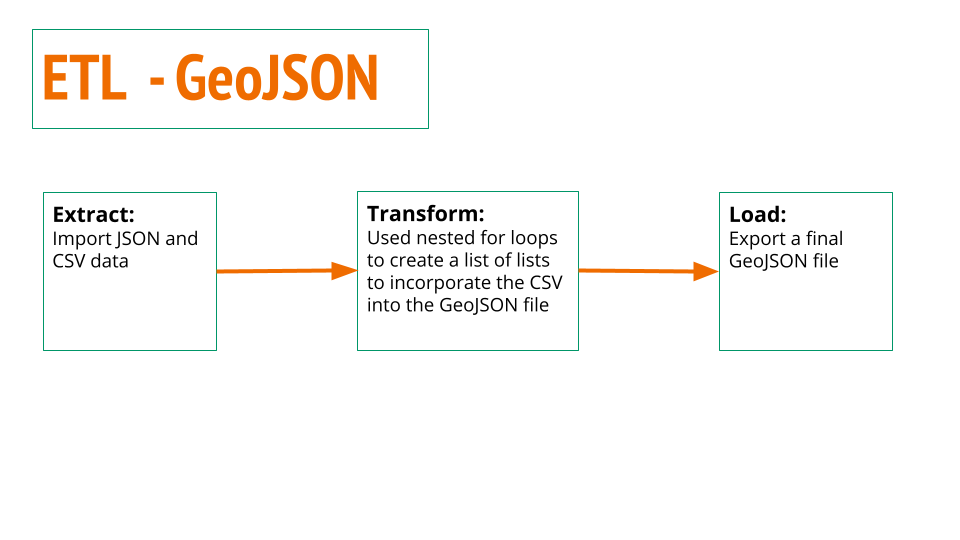 ETL - GeoJSON
Extract:
Import JSON and
CSV data
Transform:
Used nested for loops
to create a list of lists
to incorporate the CSV
into the GeoJSON file
Load:
Export a final
GeoJSON file